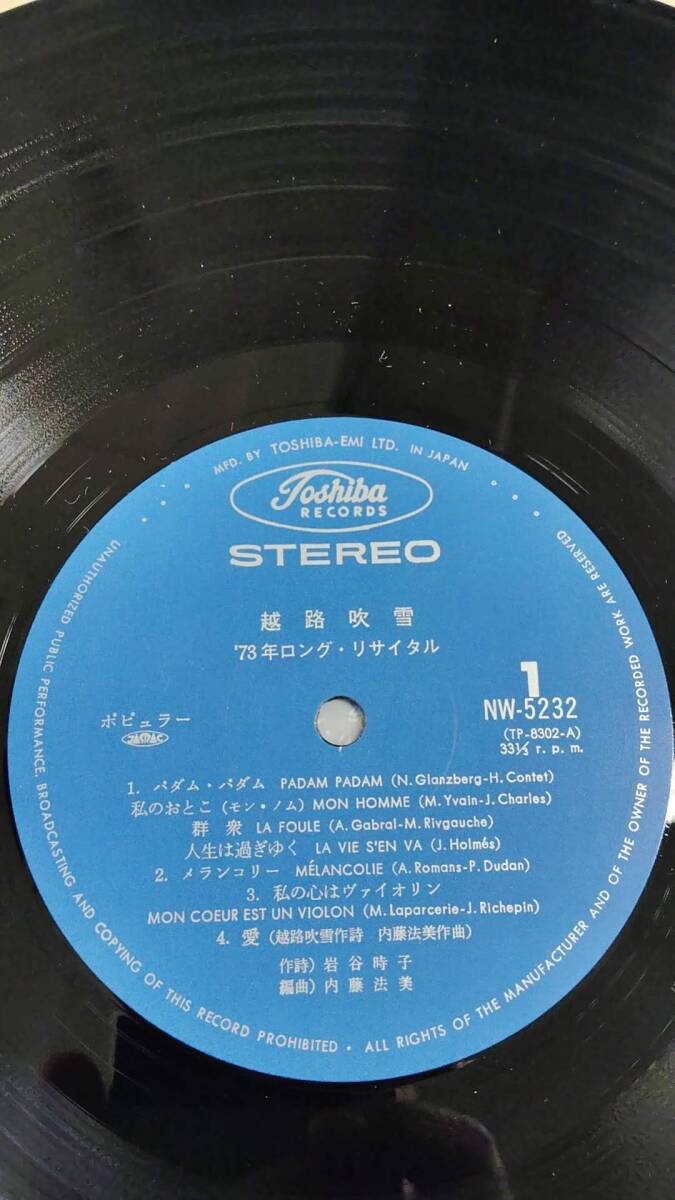 MFD. BY TOSHIBA-EMI LTD. IN JAPAN
Toshiba
RECORDS
STEREO
越路吹雪
'73年ロング・リサイタル
1
NW-5232
(TP-8302-A)
33⅓ r. p. m.
ポピュラー
JASRAC
1. パダム・パダム PADAM PADAM (N. Glanzberg-H. Contet)
私のおとこ (モン・ノム) MON HOMME (M. Yvain-J. Charles)
群衆 LA FOULE (A. Gabral-M. Rivgauche)
人生は過ぎゆく LA VIE S'EN VA (J. Holmés)
2. メランコリー MÉLANCOLIE (A. Romans-P. Dudan)
3. 私の心はヴァイオリン
MON COEUR EST UN VIOLON (M. Laparcerie-J. Richepin)
4. 愛 (越路吹雪作詩 内藤法美作曲)
作詩) 岩谷時子
編曲) 内藤法美
UNAUTHORIZED PUBLIC PERFORMANCE, BROADCASTING AND COPYING OF THIS RECORD PROHIBITED • ALL RIGHTS OF THE MANUFACTURER AND OF THE OWNER OF THE RECORDED WORK ARE RESERVED